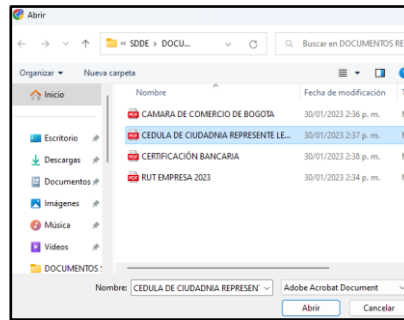 Abrir
« SDDE > DOCU...
Buscar en DOCUMENTOS RE
Organizar Nueva carpeta
Inicio
Escritorio
Descargas
Documentos
Imágenes
Música
Vídeos
DOCUMENTOS
Nombre Fecha de modificación
CAMARA DE COMERCIO DE BOGOTA 30/01/2023 2:36 p. m.
CEDULA DE CIUDADNIA REPRESENTE LE... 30/01/2023 2:37 p. m.
CERTIFICACIÓN BANCARIA 30/01/2023 2:38 p. m.
RUT EMPRESA 2023 30/01/2023 2:34 p. m.
Nombre: CEDULA DE CIUDADNIA REPRESEN Adobe Acrobat Document
Abrir Cancelar